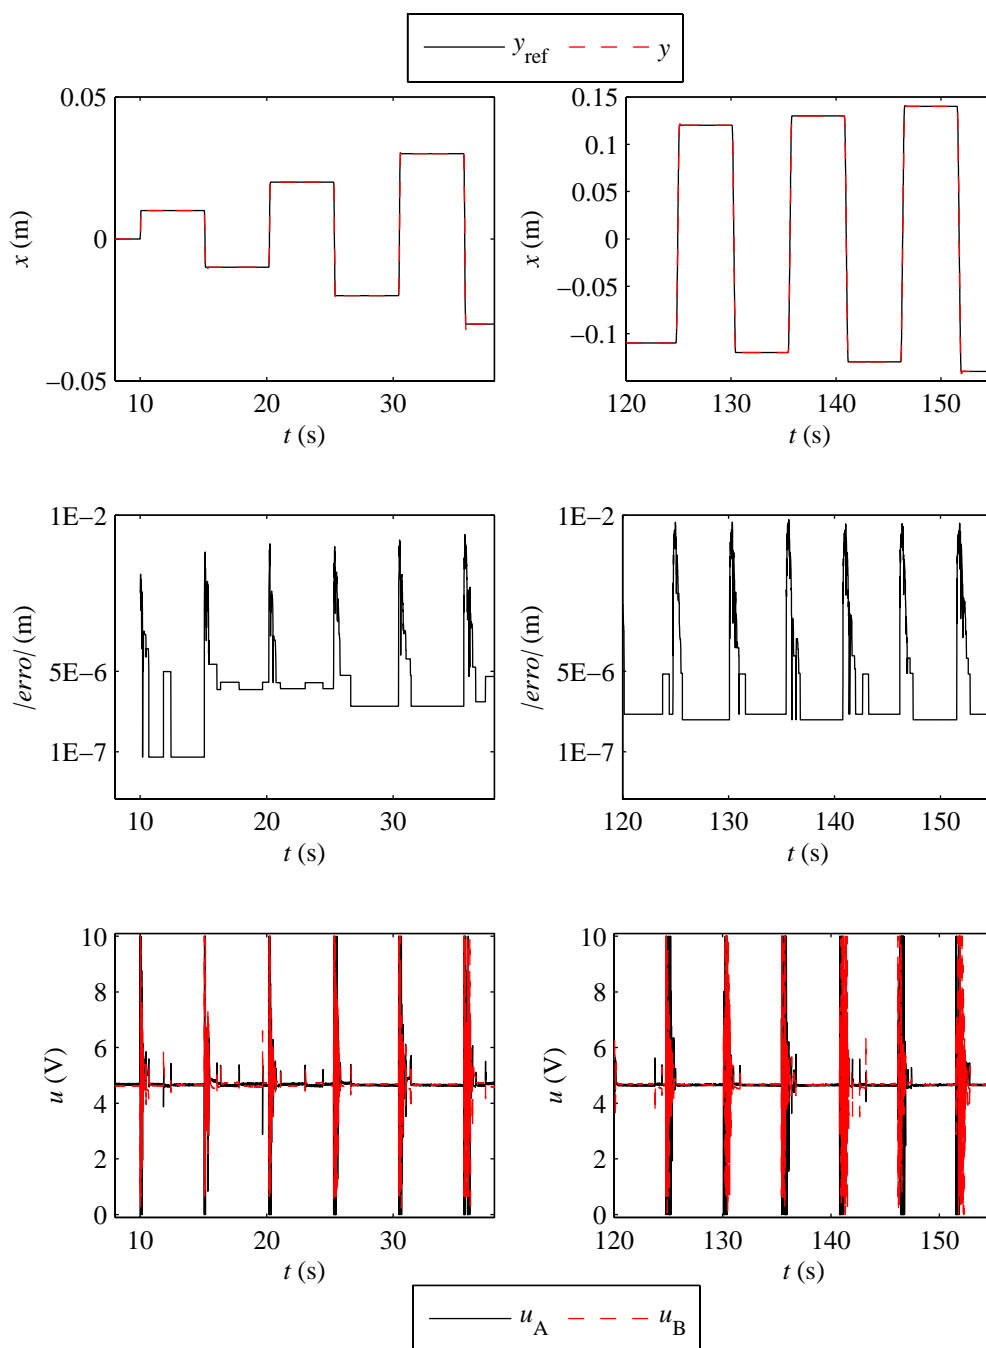 y_ref y
0.05 0.15
0.1
0.05
0 0
−0.05
−0.1
−0.05
x (m) x (m)
10 20 30 120 130 140 150
t (s) t (s)
1E−2 1E−2
5E−6 5E−6
1E−7 1E−7
|erro| (m) |erro| (m)
10 20 30 120 130 140 150
t (s) t (s)
10 10
8 8
6 6
4 4
2 2
0 0
u (V) u (V)
10 20 30 120 130 140 150
t (s) t (s)
u_A u_B